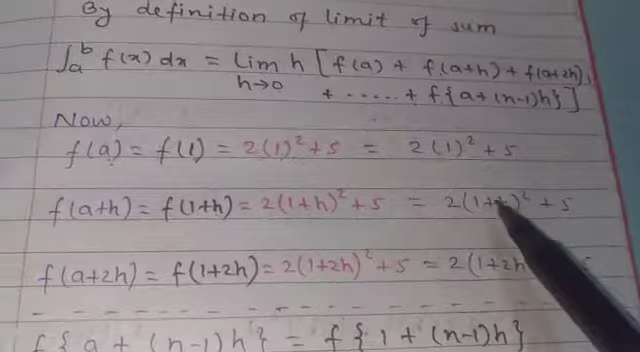 By definition of limit of sum
∫ₐᵇ f(x) dx = Lim h [f(a) + f(a+h) + f(a+2h),
h→0 + ..... + f{a+(n-1)h}]
Now,
f(a) = f(1) = 2(1)² + 5 = 2(1)² + 5
f(a+h) = f(1+h) = 2(1+h)² + 5 = 2(1+h)² + 5
f(a+2h) = f(1+2h) = 2(1+2h)² + 5 = 2(1+2h
f{a + (n-1)h} = f{1 + (n-1)h}